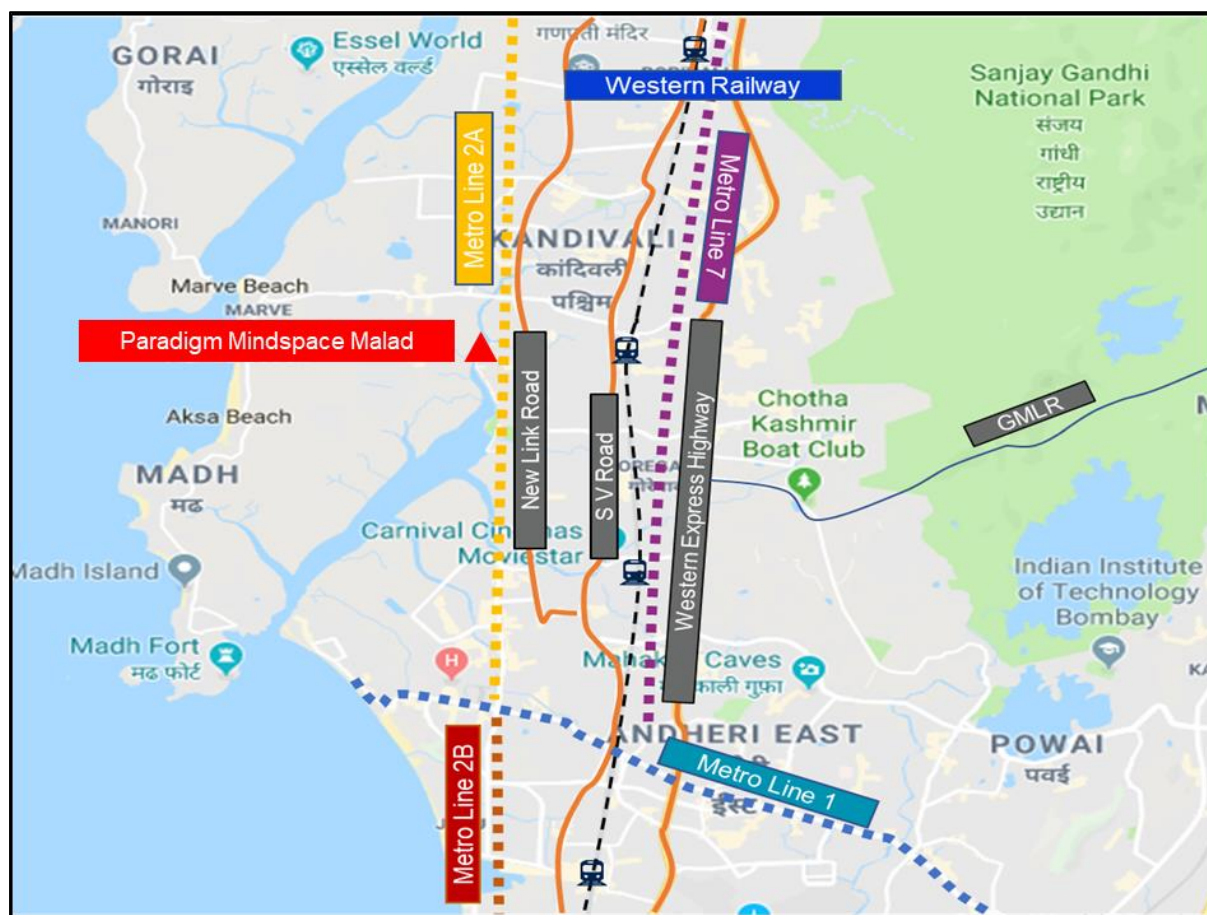 GORAI
गोराइ
Essel World
एस्सेल वर्ल्ड
गणपती मंदिर
Western Railway
Sanjay Gandhi
National Park
संजय
गांधी
राष्ट्रीय
उद्यान
Metro Line 2A
Metro Line 7
MANORI
KANDIVALI
कांदिवली
पश्चिम
Marve Beach
MARVE
Paradigm Mindspace Malad
New Link Road
S V Road
Western Express Highway
Chotha
Kashmir
Boat Club
GMLR
Aksa Beach
MADH
मढ
Carnival Cinemas
Moviestar
Madh Island
Indian Institute
of Technology
Bombay
Madh Fort
मढ फोर्ट
H
Caves
गुफा
ANDHERI EAST
ईस्ट
POWAI
पवई
Metro Line 2B
Metro Line 1